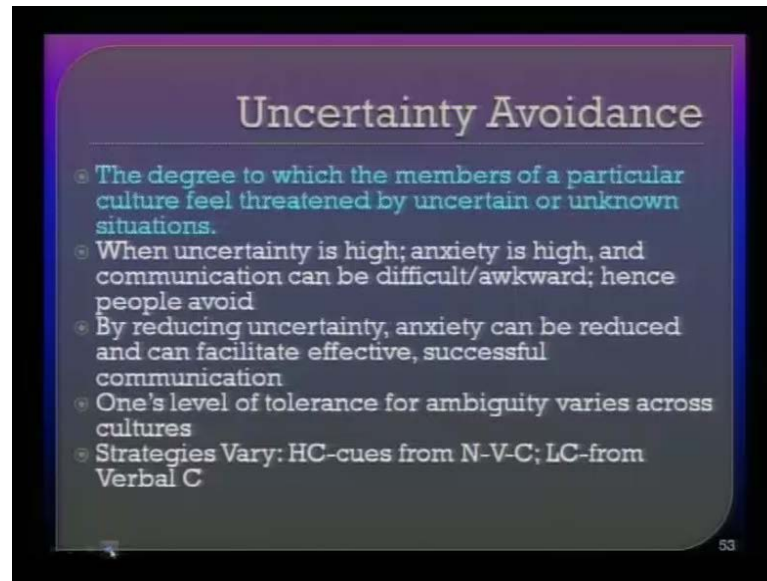 Uncertainty Avoidance
The degree to which the members of a particular
culture feel threatened by uncertain or unknown
situations.
When uncertainty is high; anxiety is high, and
communication can be difficult/awkward; hence
people avoid
By reducing uncertainty, anxiety can be reduced
and can facilitate effective, successful
communication
One's level of tolerance for ambiguity varies across
cultures
Strategies Vary: HC-cues from N-V-C; LC-from
Verbal C
53